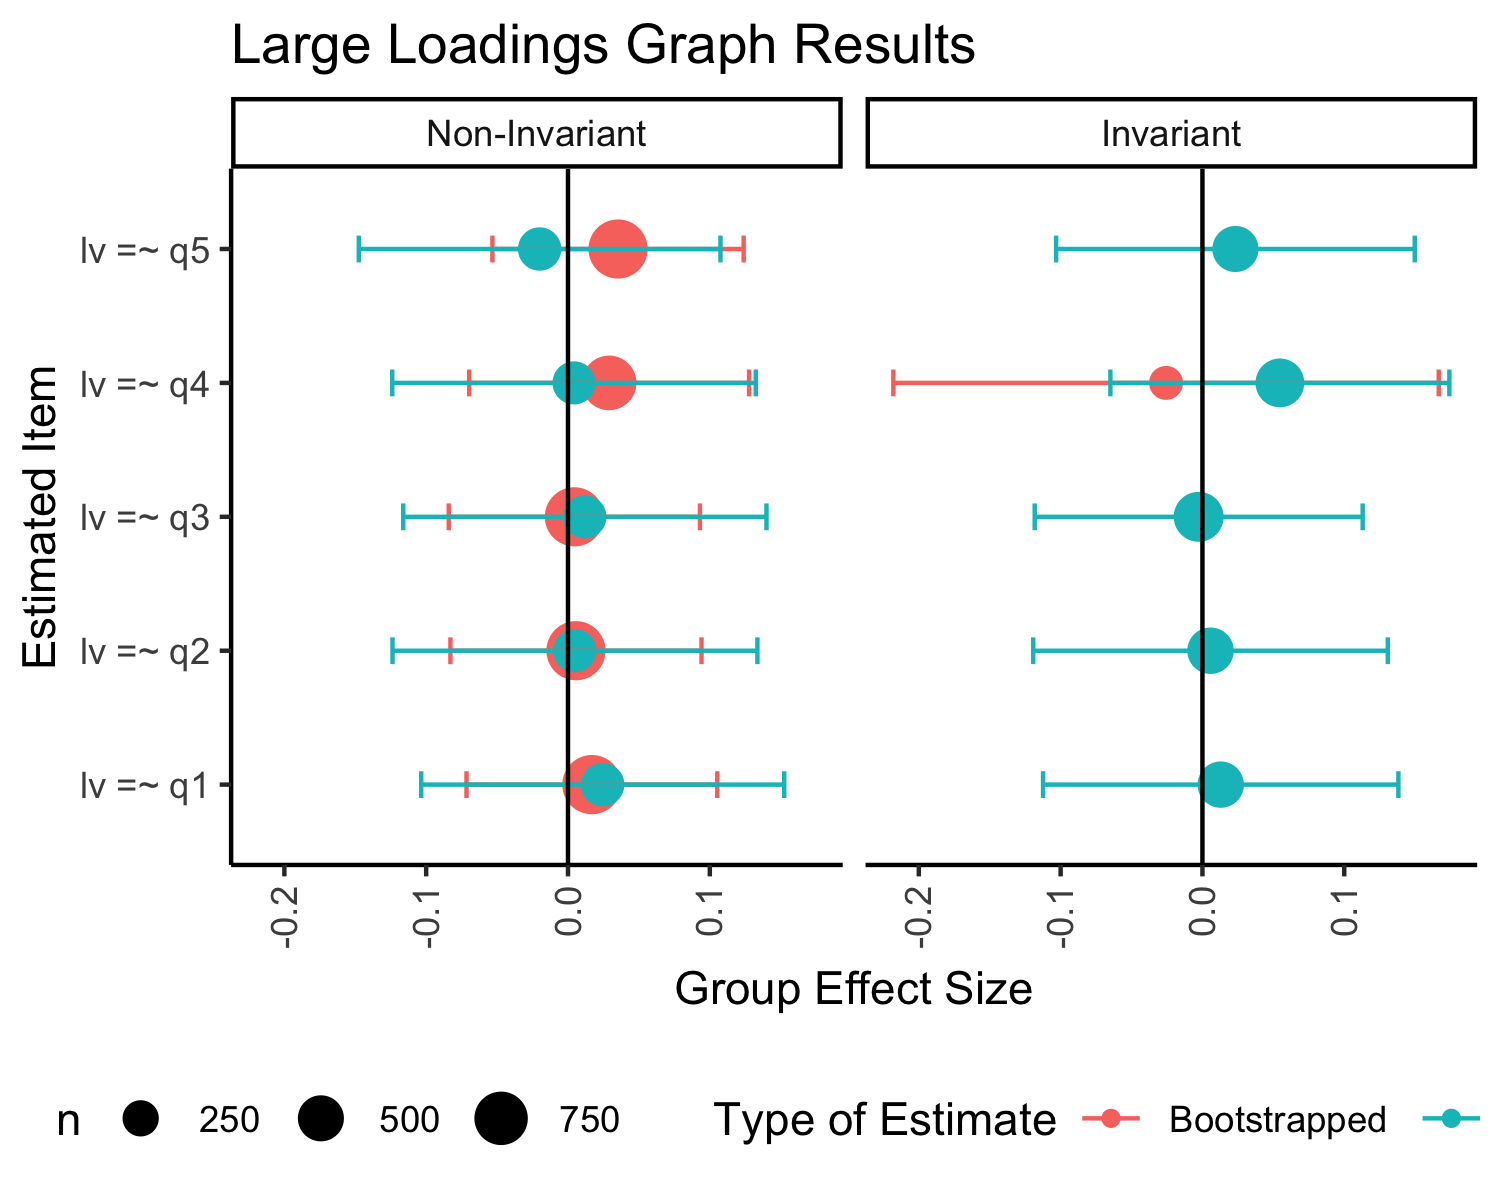 Large Loadings Graph Results
Non-Invariant Invariant
Estimated Item
lv =~ q5
lv =~ q4
lv =~ q3
lv =~ q2
lv =~ q1
-0.2 -0.1 0.0 0.1 -0.2 -0.1 0.0 0.1
Group Effect Size
n 250 500 750 Type of Estimate Bootstrapped